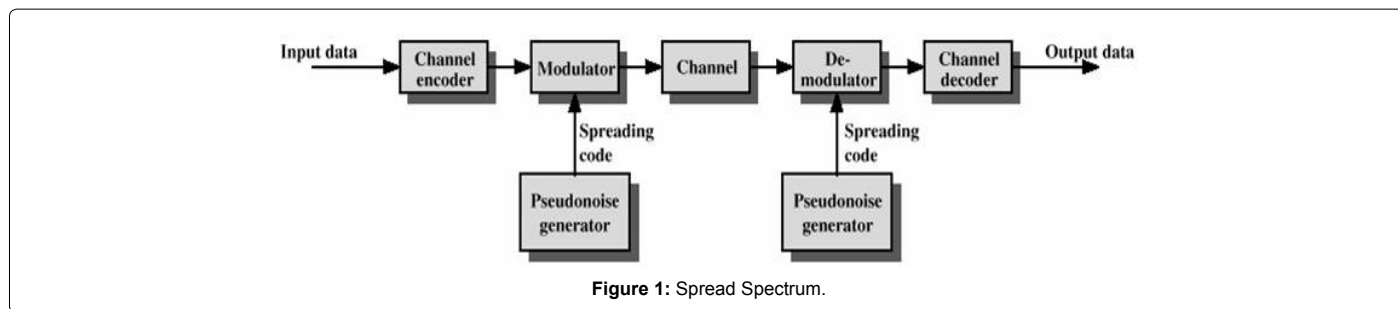 Input data
Channel
encoder
Modulator
Channel
De-
modulator
Channel
decoder
Output data
Spreading
code
Spreading
code
Pseudonoise
generator
Pseudonoise
generator
Figure 1: Spread Spectrum.